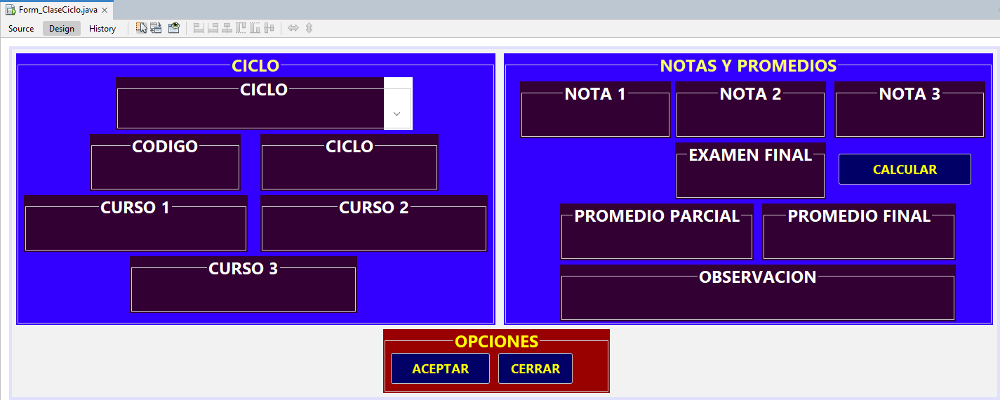 Form_ClaseCiclo.java
Source Design History
CICLO
CICLO
CODIGO CICLO
CURSO 1 CURSO 2
CURSO 3
NOTAS Y PROMEDIOS
NOTA 1 NOTA 2 NOTA 3
EXAMEN FINAL CALCULAR
PROMEDIO PARCIAL PROMEDIO FINAL
OBSERVACION
OPCIONES
ACEPTAR CERRAR